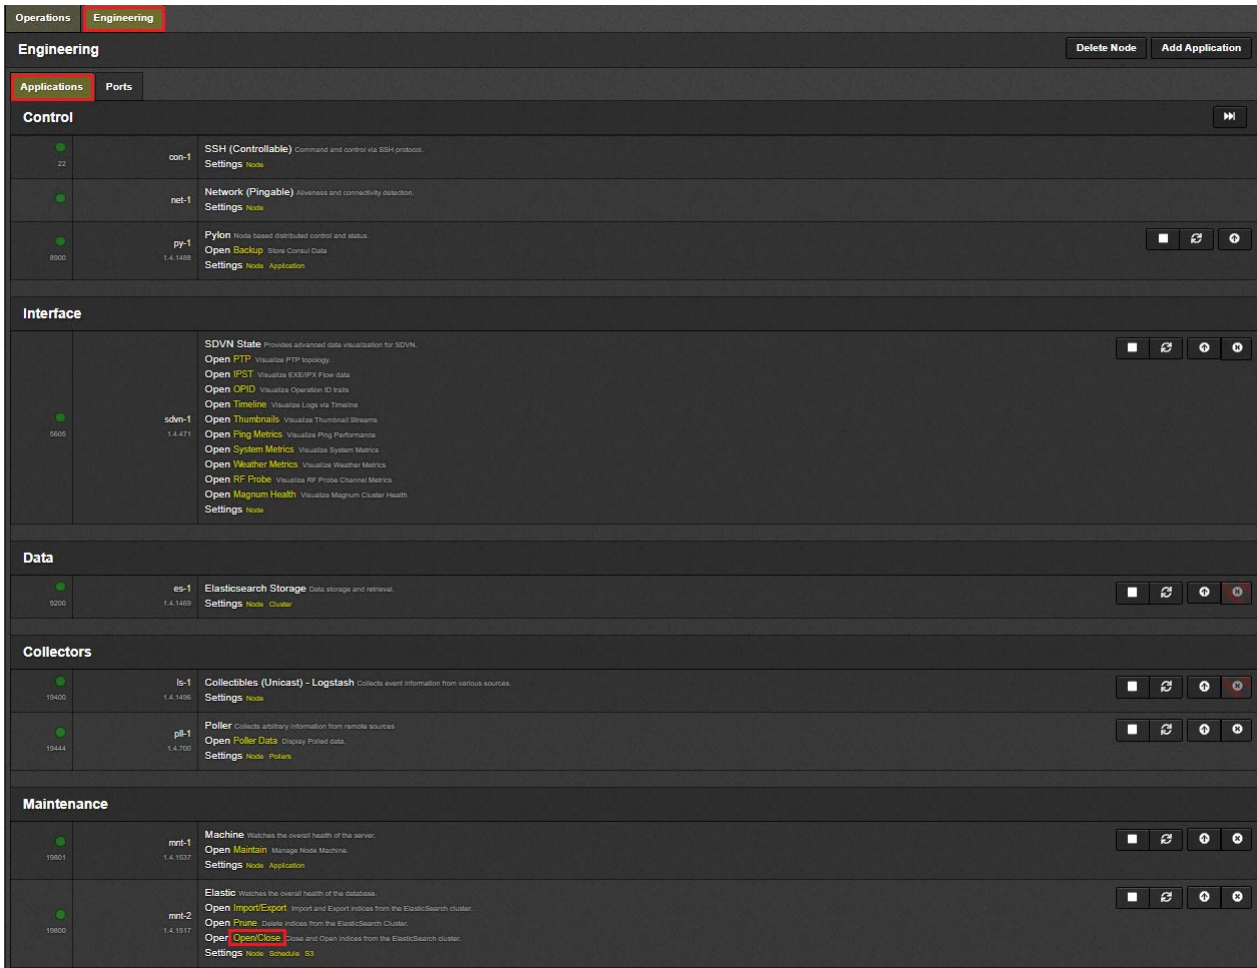 Operations Engineering
Engineering Delete Node Add Application
Applications Ports
Control
22 con-1 SSH (Controllable) Command and control via SSH protocol.
Settings Node
net-1 Network (Pingable) Aliveness and connectivity detection.
Settings Node
8900 py-1 1.4.1488 Pylon Node based distributed control and status.
Open Backup Store Consul Data
Settings Node Application
Interface
SDVN State Provides advanced data visualization for SDVN.
Open PTP Visualize PTP topology.
Open IPST Visualize EXE/IPX Flow data
Open OPID Visualize Operation ID trails
Open Timeline Visualize Logs via Timeline
5605 sdvn-1 1.4.471 Open Thumbnails Visualize Thumbnail Streams
Open Ping Metrics Visualize Ping Performance
Open System Metrics Visualize System Metrics
Open Weather Metrics Visualize Weather Metrics
Open RF Probe Visualize RF Probe Channel Metrics
Open Magnum Health Visualize Magnum Cluster Health
Settings Node
Data
9200 es-1 1.4.1469 Elasticsearch Storage Data storage and retrieval.
Settings Node Cluster
Collectors
19400 ls-1 1.4.1496 Collectibles (Unicast) - Logstash Collects event information from various sources.
Settings Node
19444 pll-1 1.4.700 Poller Collects arbitrary information from remote sources
Open Poller Data Display Polled data.
Settings Node Pollers
Maintenance
19801 mnt-1 1.4.1537 Machine Watches the overall health of the server.
Open Maintain Manage Node Machine.
Settings Node Application
19800 mnt-2 1.4.1517 Elastic Watches the overall health of the database.
Open Import/Export Import and Export indices from the ElasticSearch cluster.
Open Prune Delete indices from the ElasticSearch Cluster.
Open Open/Close Close and Open indices from the ElasticSearch cluster.
Settings Node Schedule S3